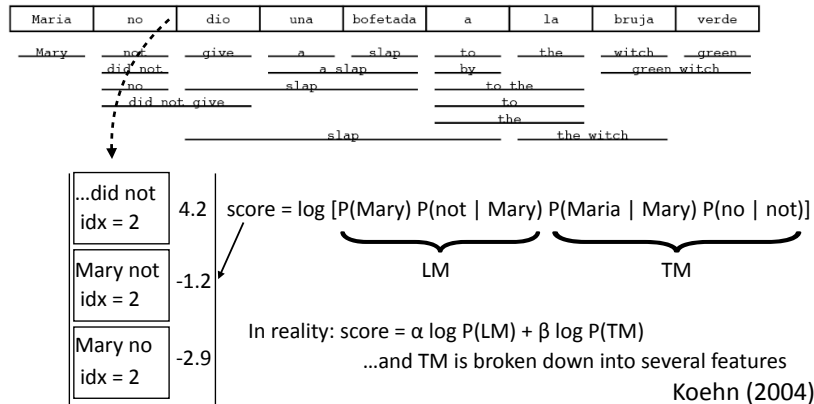 Maria no dio una bofetada a la bruja verde
Mary not give a slap to the witch green
did not a slap by green witch
no slap to the
did not give to
the
slap the witch
...did not
idx = 2
4.2
score = log [P(Mary) P(not | Mary) P(Maria | Mary) P(no | not)]
LM TM
Mary not
idx = 2
-1.2
Mary no
idx = 2
-2.9
In reality: score = α log P(LM) + β log P(TM)
...and TM is broken down into several features
Koehn (2004)